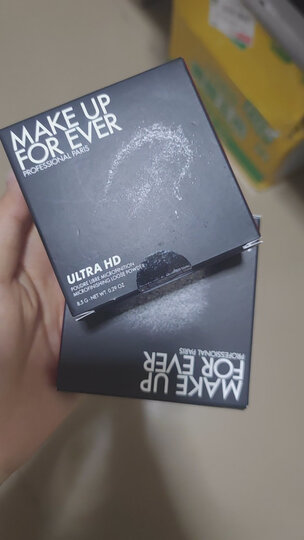 MAKE UP
FOR EVER
PROFESSIONAL PARIS
ULTRA HD
POUDRE LIBRE MICROFINITION
MICROFINISHING LOOSE POWDER
8.5 G - NET WT. 0.29 OZ
MAKE UP
FOR EVER
PROFESSIONAL PARIS